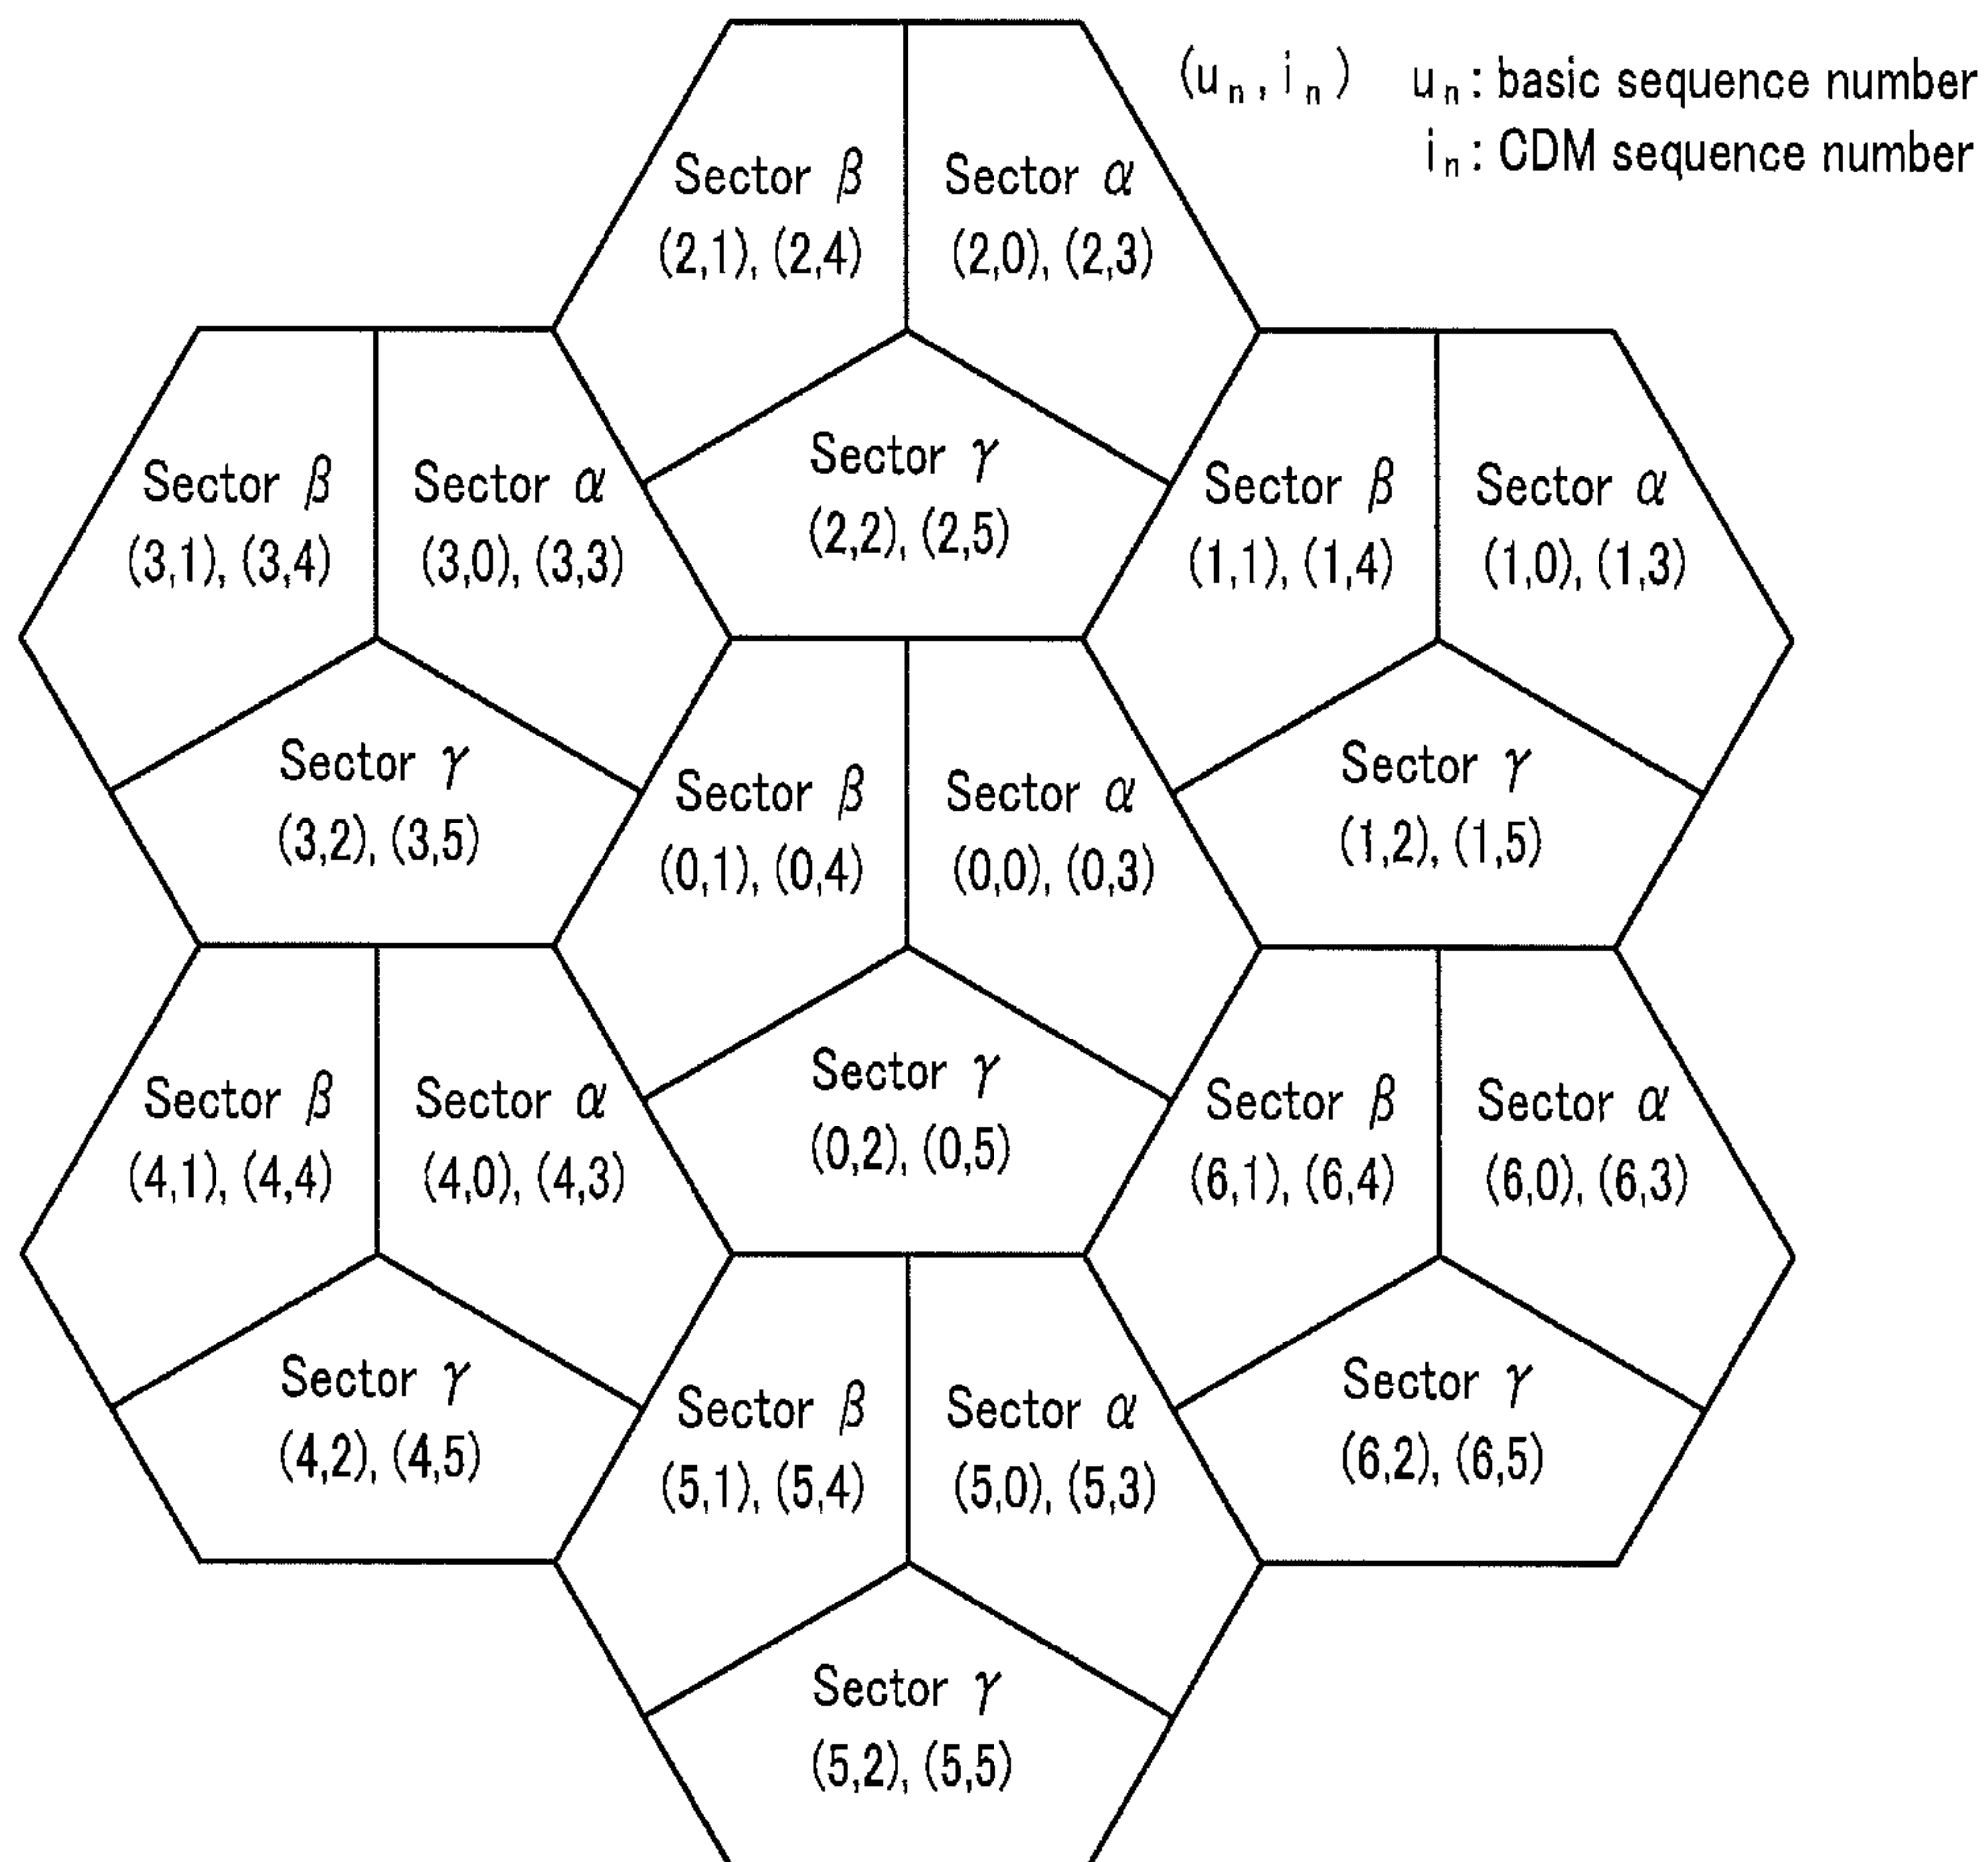 (un, in) un: basic sequence number
in: CDM sequence number
Sector β
(2,1), (2,4)
Sector α
(2,0), (2,3)
Sector γ
(2,2), (2,5)
Sector β
(3,1), (3,4)
Sector α
(3,0), (3,3)
Sector γ
(3,2), (3,5)
Sector β
(1,1), (1,4)
Sector α
(1,0), (1,3)
Sector γ
(1,2), (1,5)
Sector β
(0,1), (0,4)
Sector α
(0,0), (0,3)
Sector γ
(0,2), (0,5)
Sector β
(4,1), (4,4)
Sector α
(4,0), (4,3)
Sector γ
(4,2), (4,5)
Sector β
(6,1), (6,4)
Sector α
(6,0), (6,3)
Sector γ
(6,2), (6,5)
Sector β
(5,1), (5,4)
Sector α
(5,0), (5,3)
Sector γ
(5,2), (5,5)